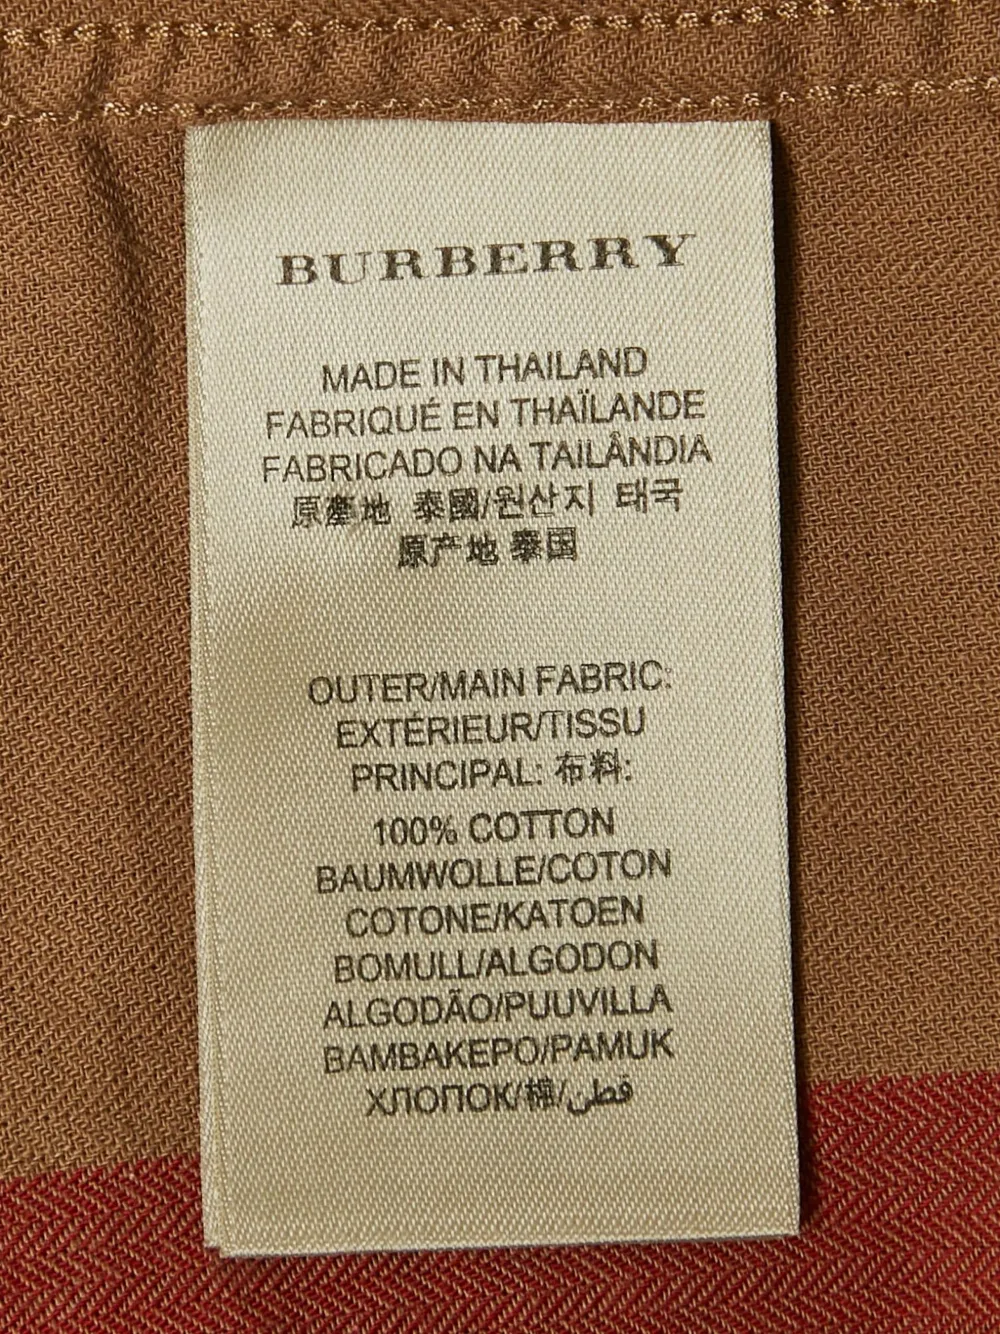 BURBERRY
MADE IN THAILAND
FABRIQUÉ EN THAÏLANDE
FABRICADO NA TAILÂNDIA
原產地 泰國/원산지 태국
原产地 泰国
OUTER/MAIN FABRIC:
EXTÉRIEUR/TISSU
PRINCIPAL: 布料:
100% COTTON
BAUMWOLLE/COTON
COTONE/KATOEN
BOMULL/ALGODON
ALGODÃO/PUUVILLA
BAMBAKEPO/PAMUK
ХЛОПОК/棉/قطن